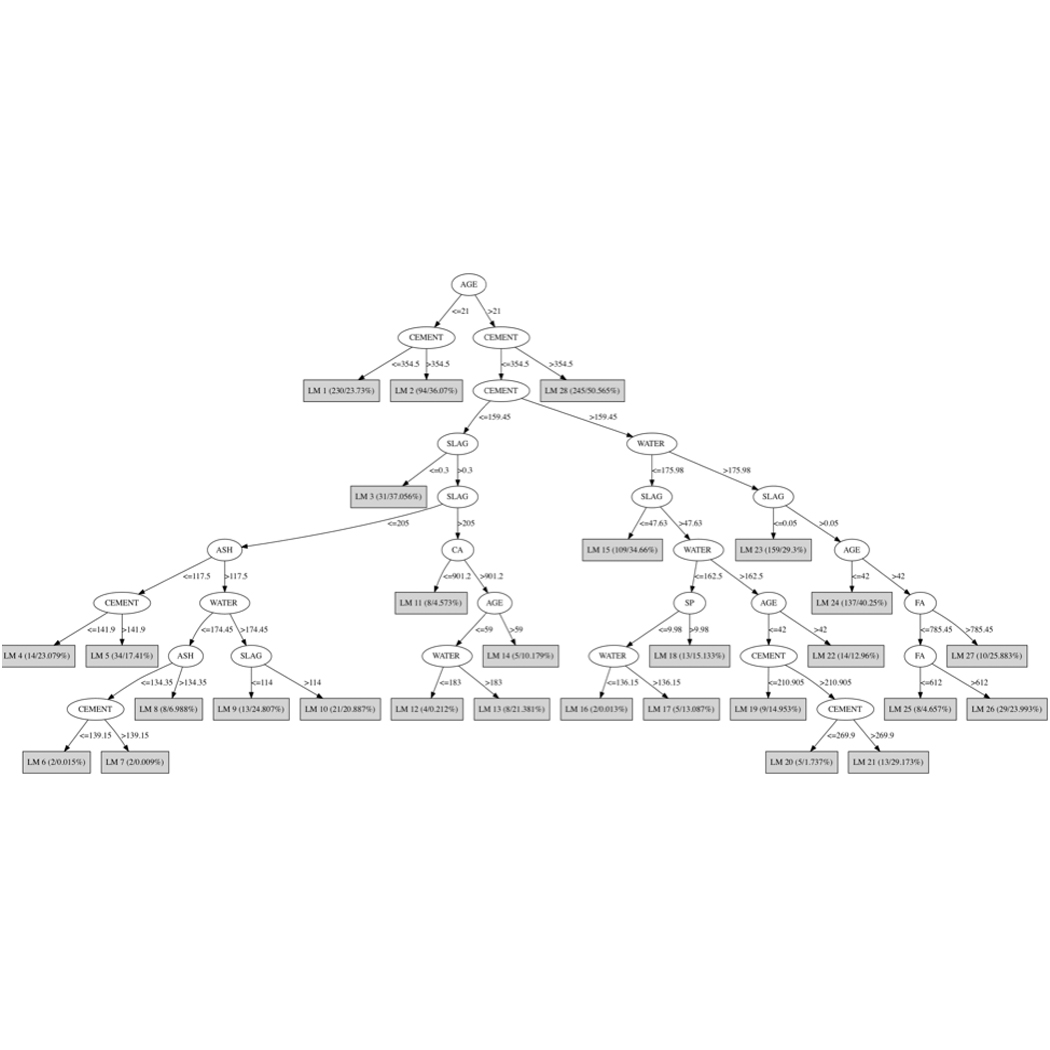 AGE
<=21 >21
CEMENT CEMENT
<=354.5 >354.5 <=354.5 >354.5
LM 1 (230/23.73%) LM 2 (94/36.07%) CEMENT LM 28 (245/50.565%)
<=159.45 >159.45
SLAG WATER
<=0.3 >0.3 <=175.98 >175.98
LM 3 (31/37.056%) SLAG SLAG SLAG
<=205 >205 <=47.63 >47.63 <=0.05 >0.05
ASH CA LM 15 (109/34.66%) WATER LM 23 (159/29.3%) AGE
<=117.5 >117.5 <=901.2 >901.2 <=162.5 >162.5 <=42 >42
CEMENT WATER LM 11 (8/4.573%) AGE SP AGE LM 24 (137/40.25%) FA
<=141.9 >141.9 <=174.45 >174.45 <=59 >59 <=9.98 >9.98 <=42 >42 <=785.45 >785.45
LM 4 (14/23.079%) LM 5 (34/17.41%) ASH SLAG WATER LM 14 (5/10.179%) WATER LM 18 (13/15.133%) CEMENT LM 22 (14/12.96%) FA LM 27 (10/25.883%)
<=134.35 >134.35 <=114 >114 <=183 >183 <=136.15 >136.15 <=210.905 >210.905 <=612 >612
CEMENT LM 8 (8/6.988%) LM 9 (13/24.807%) LM 10 (21/20.887%) LM 12 (4/0.212%) LM 13 (8/21.381%) LM 16 (2/0.013%) LM 17 (5/13.087%) LM 19 (9/14.953%) CEMENT LM 25 (8/4.657%) LM 26 (29/23.993%)
<=139.15 >139.15 <=269.9 >269.9
LM 6 (2/0.015%) LM 7 (2/0.009%) LM 20 (5/1.737%) LM 21 (13/29.173%)